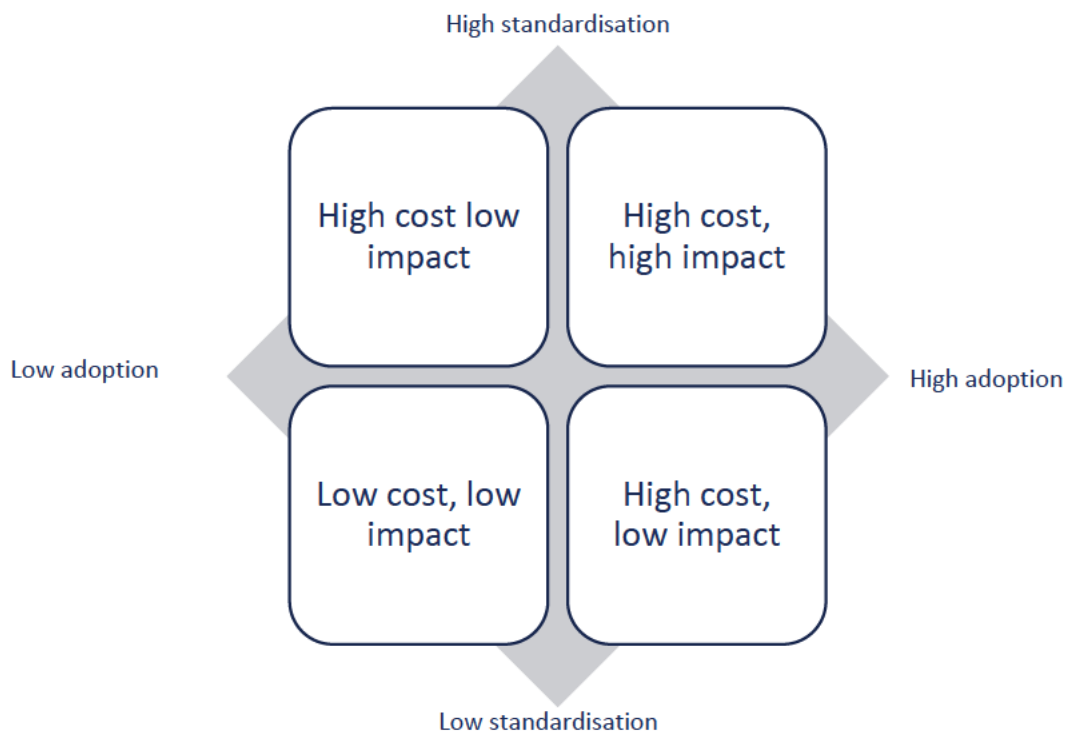 High standardisation
High cost low
impact
High cost,
high impact
Low adoption
High adoption
Low cost, low
impact
High cost,
low impact
Low standardisation